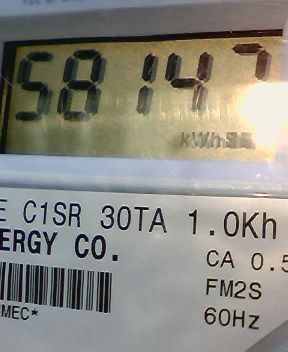 58147
kWh
E C1SR 30TA 1.0Kh
ERGY CO.
CA 0.5
FM2S
MEC*
60Hz